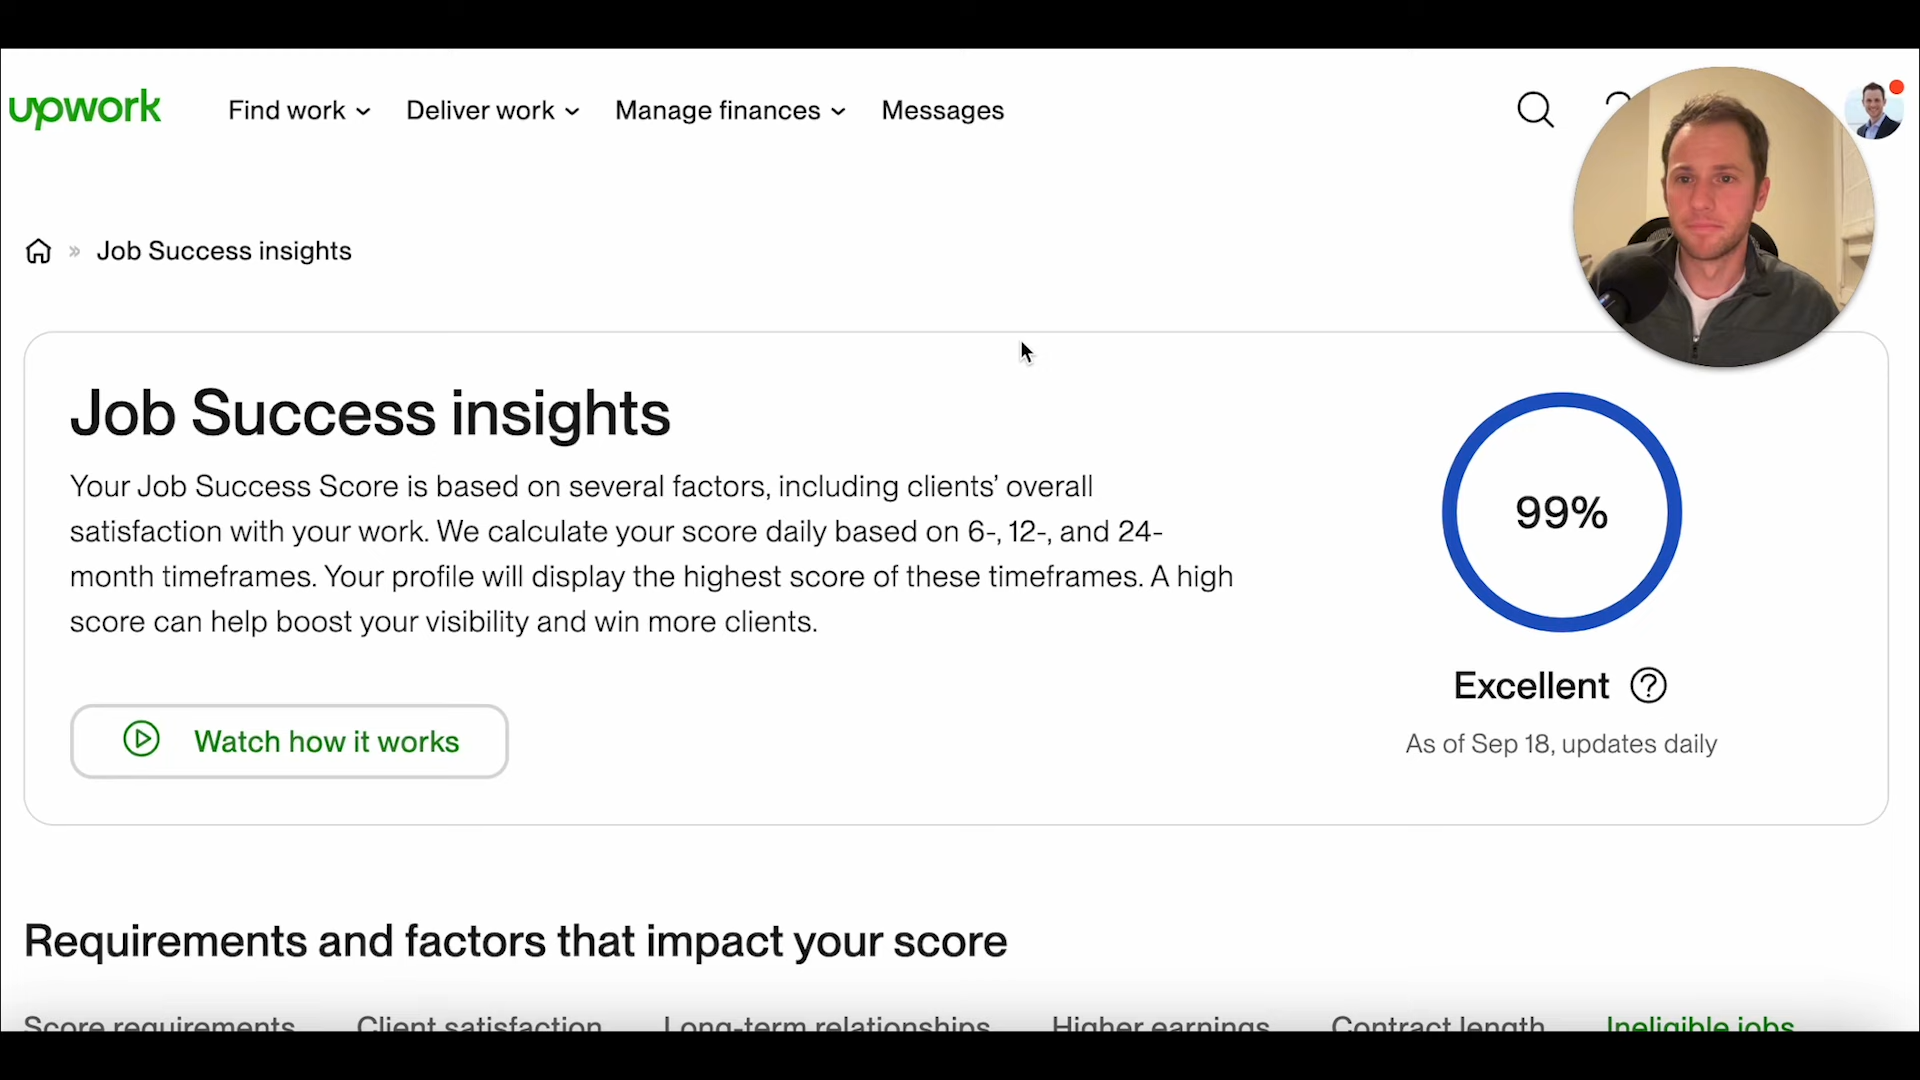 upwork
Find work
Deliver work
Manage finances
Messages
Job Success insights
Job Success insights
Your Job Success Score is based on several factors, including clients’ overall
satisfaction with your work. We calculate your score daily based on 6-, 12-, and 24-
month timeframes. Your profile will display the highest score of these timeframes. A high
score can help boost your visibility and win more clients.
Watch how it works
99%
Excellent
As of Sep 18, updates daily
Requirements and factors that impact your score
Score requirements
Client satisfaction
Long-term relationships
Higher earnings
Contract length
Ineligible jobs